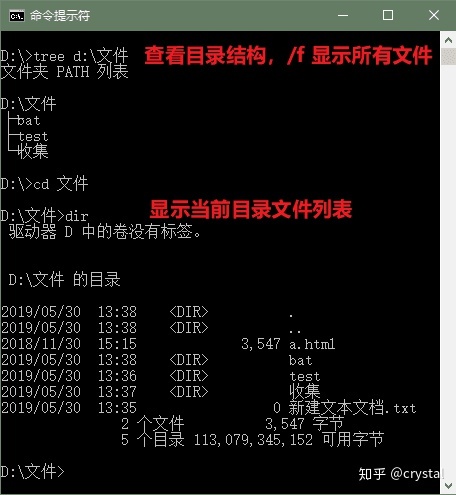 命令提示符
D:\>tree d:\文件 查看目录结构，/f 显示所有文件
文件夹 PATH 列表
D:\文件
├─bat
├─test
└─收集
D:\>cd 文件
D:\文件>dir 显示当前目录文件列表
驱动器 D 中的卷没有标签。
D:\文件 的目录
2019/05/30 13:38 <DIR> .
2019/05/30 13:38 <DIR> ..
2018/11/30 15:15 3,547 a.html
2019/05/30 13:38 <DIR> bat
2019/05/30 13:36 <DIR> test
2019/05/30 13:37 <DIR> 收集
2019/05/30 13:35 0 新建文本文档.txt
2 个文件 3,547 字节
5 个目录 113,079,345,152 可用字节
D:\文件>
知乎 @crystal